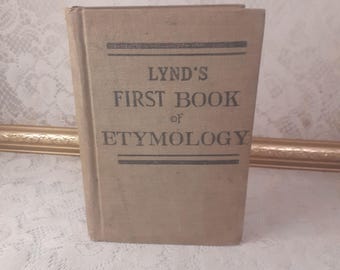 LYND'S
FIRST BOOK
of
ETYMOLOGY